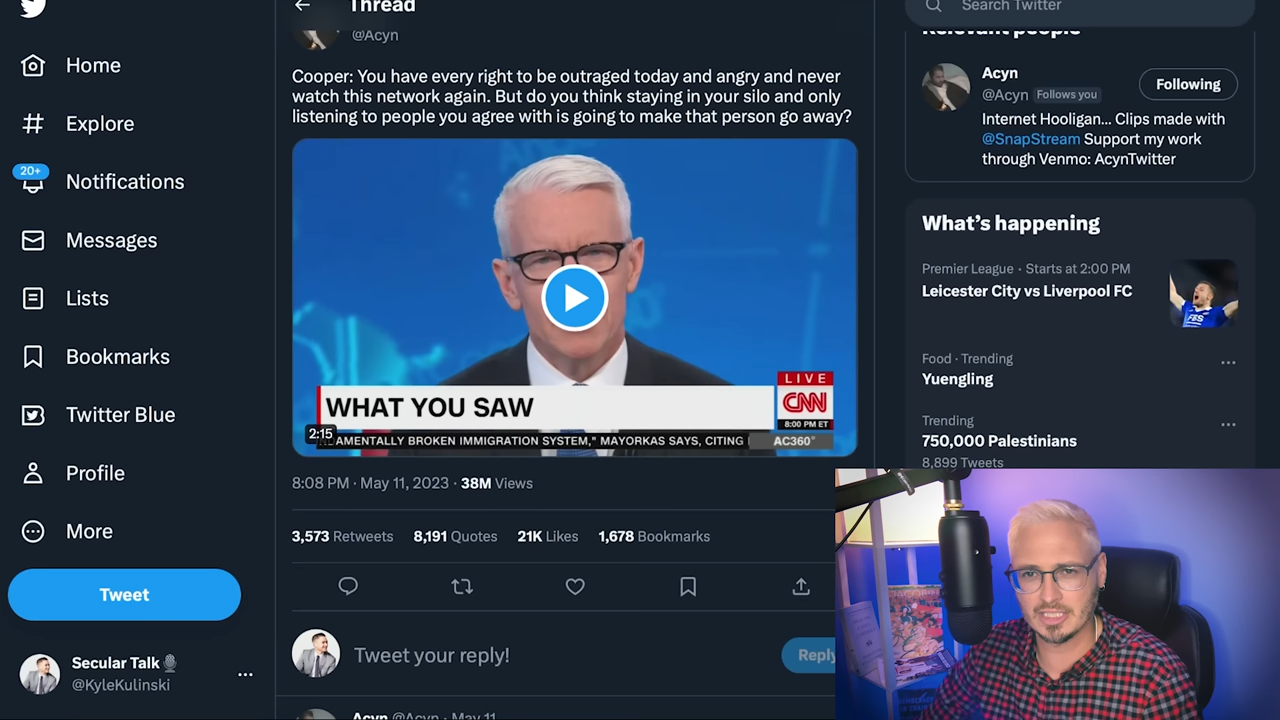 Thread
Search Twitter
Home
Explore
20+
Notifications
Messages
Lists
Bookmarks
Twitter Blue
Profile
More
Tweet
Secular Talk
@KyleKulinski
@Acyn
Cooper: You have every right to be outraged today and angry and never
watch this network again. But do you think staying in your silo and only
listening to people you agree with is going to make that person go away?
WHAT YOU SAW
LIVE
CNN
8:00 PM ET
2:15
AMENTALLY BROKEN IMMIGRATION SYSTEM," MAYORKAS SAYS, CITING
AC360°
8:08 PM · May 11, 2023 · 38M Views
3,573 Retweets 8,191 Quotes 21K Likes 1,678 Bookmarks
Tweet your reply!
Reply
Acyn @Acyn · May 11
Relevant people
Acyn
@Acyn Follows you
Following
Internet Hooligan... Clips made with
@SnapStream Support my work
through Venmo: AcynTwitter
What's happening
Premier League · Starts at 2:00 PM
Leicester City vs Liverpool FC
Food · Trending
Yuengling
Trending
750,000 Palestinians
8,899 Tweets